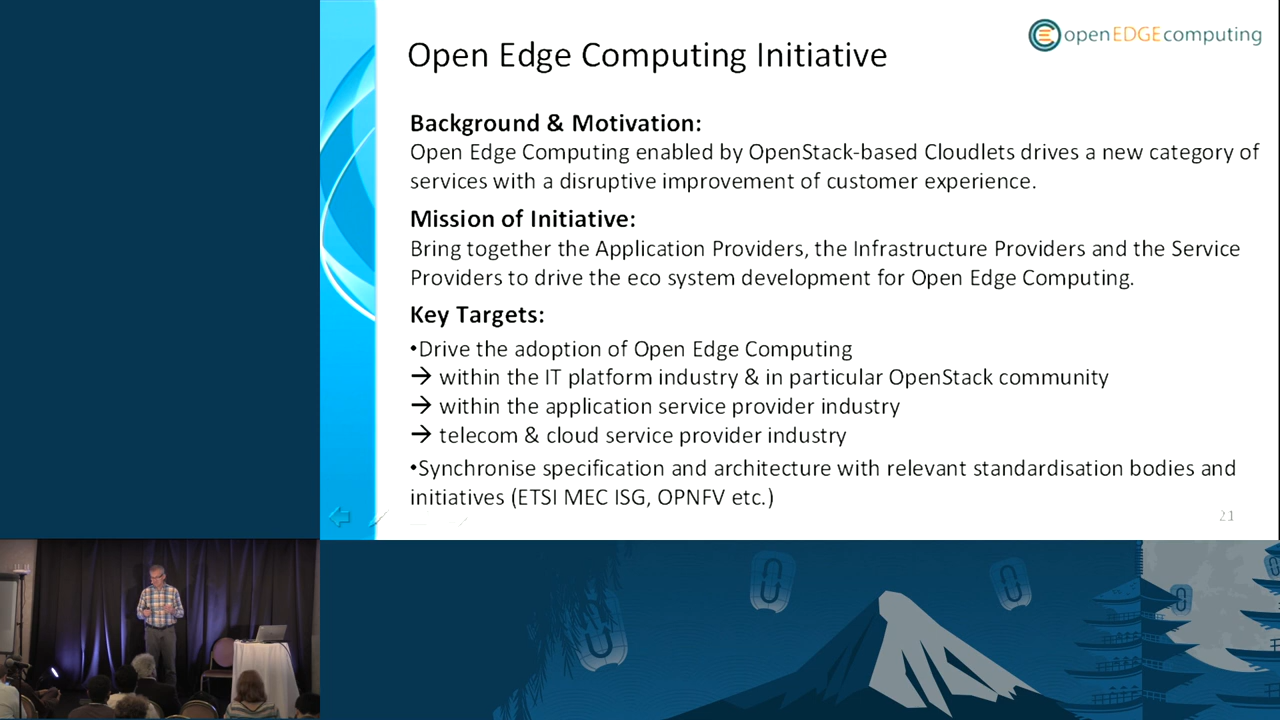 Open Edge Computing Initiative
openEDGEcomputing
Background & Motivation:
Open Edge Computing enabled by OpenStack-based Cloudlets drives a new category of
services with a disruptive improvement of customer experience.
Mission of Initiative:
Bring together the Application Providers, the Infrastructure Providers and the Service
Providers to drive the eco system development for Open Edge Computing.
Key Targets:
•Drive the adoption of Open Edge Computing
→ within the IT platform industry & in particular OpenStack community
→ within the application service provider industry
→ telecom & cloud service provider industry
•Synchronise specification and architecture with relevant standardisation bodies and
initiatives (ETSI MEC ISG, OPNFV etc.)
21